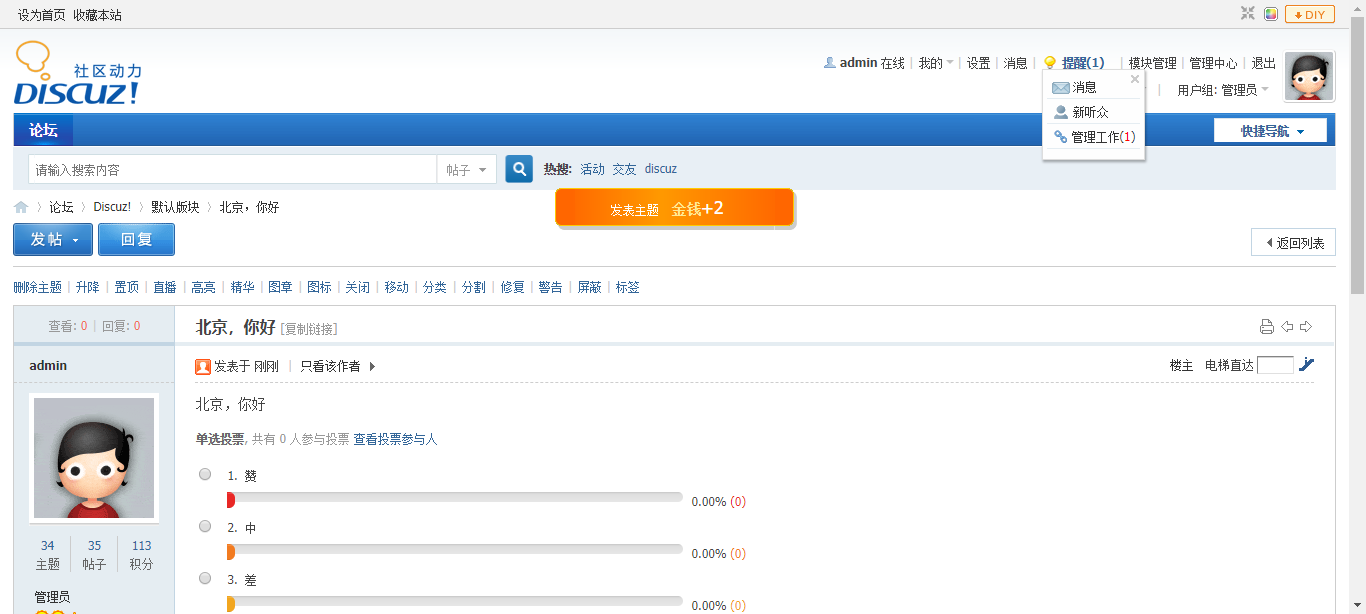 设为首页 收藏本站
DIY
社区动力
DISCUZ!
admin 在线 | 我的 | 设置 | 消息 | 提醒(1) | 模块管理 | 管理中心 | 退出
消息
| 用户组: 管理员
新听众
管理工作(1)
论坛
快捷导航
请输入搜索内容 帖子 热搜: 活动 交友 discuz
论坛 〉 Discuz! 〉 默认版块 〉 北京，你好
发表主题 金钱+2
发帖 回复
返回列表
删除主题 | 升降 | 置顶 | 直播 | 高亮 | 精华 | 图章 | 图标 | 关闭 | 移动 | 分类 | 分割 | 修复 | 警告 | 屏蔽 | 标签
查看: 0 | 回复: 0
北京，你好 [复制链接]
admin
发表于 刚刚 | 只看该作者
楼主 电梯直达
北京，你好
单选投票, 共有 0 人参与投票 查看投票参与人
1. 赞
0.00% (0)
2. 中
0.00% (0)
3. 差
0.00% (0)
34 35 113
主题 帖子 积分
管理员